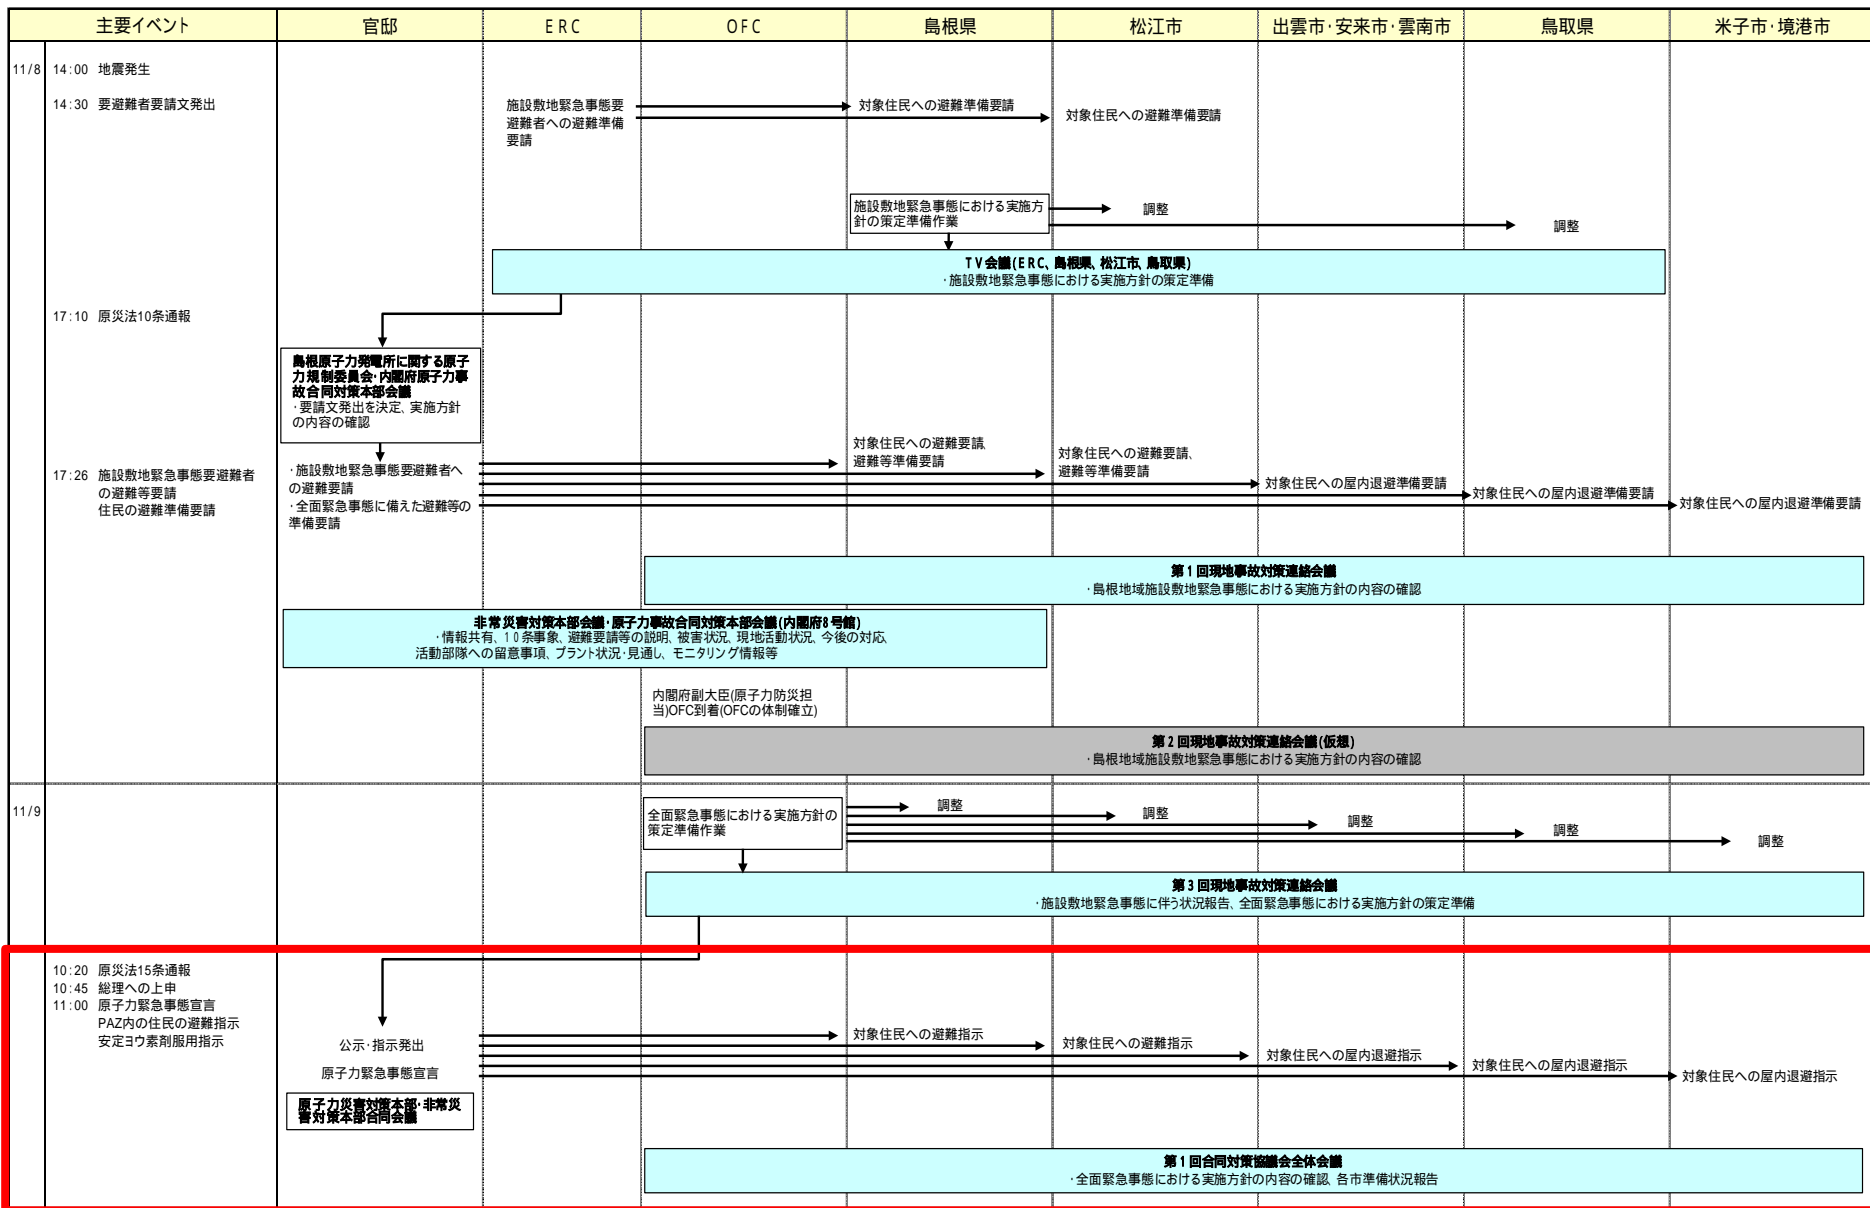 主要イベント
官邸
ERC
OFC
島根県
松江市
出雲市・安来市・雲南市
鳥取県
米子市・境港市
11/8
14:00 地震発生
14:30 要避難者要請文発出
施設敷地緊急事態要
避難者への避難準備
要請
対象住民への避難準備要請
対象住民への避難準備要請
施設敷地緊急事態における実施方
針の策定準備作業
調整
調整
TV会議(ERC、島根県、松江市、鳥取県)
・施設敷地緊急事態における実施方針の策定準備
17:10 原災法10条通報
島根原子力発電所に関する原子
力規制委員会・内閣府原子力事
故合同対策本部会議
・要請文発出を決定、実施方針
の内容の確認
17:26 施設敷地緊急事態要避難者
の避難等要請
住民の避難準備要請
・施設敷地緊急事態要避難者へ
の避難要請
・全面緊急事態に備えた避難等の
準備要請
対象住民への避難要請、
避難等準備要請
対象住民への避難要請、
避難等準備要請
対象住民への屋内退避準備要請
対象住民への屋内退避準備要請
対象住民への屋内退避準備要請
第1回現地事故対策連絡会議
・島根地域施設敷地緊急事態における実施方針の内容の確認
非常災害対策本部会議・原子力事故合同対策本部会議(内閣府8号館)
・情報共有、10条事象、避難要請等の説明、被害状況、現地活動状況、今後の対応、
活動部隊への留意事項、プラント状況・見通し、モニタリング情報等
内閣府副大臣(原子力防災担
当)OFC到着(OFCの体制確立)
第2回現地事故対策連絡会議(仮想)
・島根地域施設敷地緊急事態における実施方針の内容の確認
11/9
全面緊急事態における実施方針の
策定準備作業
調整
調整
調整
調整
調整
第3回現地事故対策連絡会議
・施設敷地緊急事態に伴う状況報告、全面緊急事態における実施方針の策定準備
10:20 原災法15条通報
10:45 総理への上申
11:00 原子力緊急事態宣言
PAZ内の住民の避難指示
安定ヨウ素剤服用指示
公示・指示発出
原子力緊急事態宣言
対象住民への避難指示
対象住民への避難指示
対象住民への屋内退避指示
対象住民への屋内退避指示
対象住民への屋内退避指示
原子力災害対策本部・非常災
害対策本部合同会議
第1回合同対策協議会全体会議
・全面緊急事態における実施方針の内容の確認、各市準備状況報告